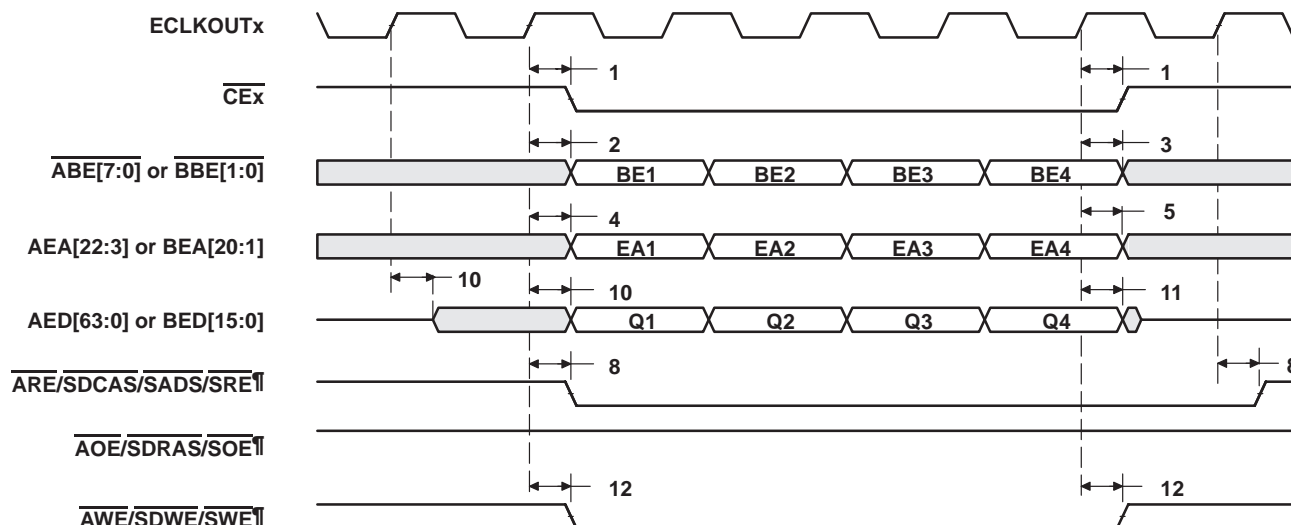 ECLKOUTx
1 1
CEx
2 3
ABE[7:0] or BBE[1:0]
BE1 BE2 BE3 BE4
4 5
AEA[22:3] or BEA[20:1]
EA1 EA2 EA3 EA4
10 10 11
AED[63:0] or BED[15:0]
Q1 Q2 Q3 Q4
8 8
ARE/SDCAS/SADS/SRE¶
AOE/SDRAS/SOE¶
12 12
AWE/SDWE/SWE¶